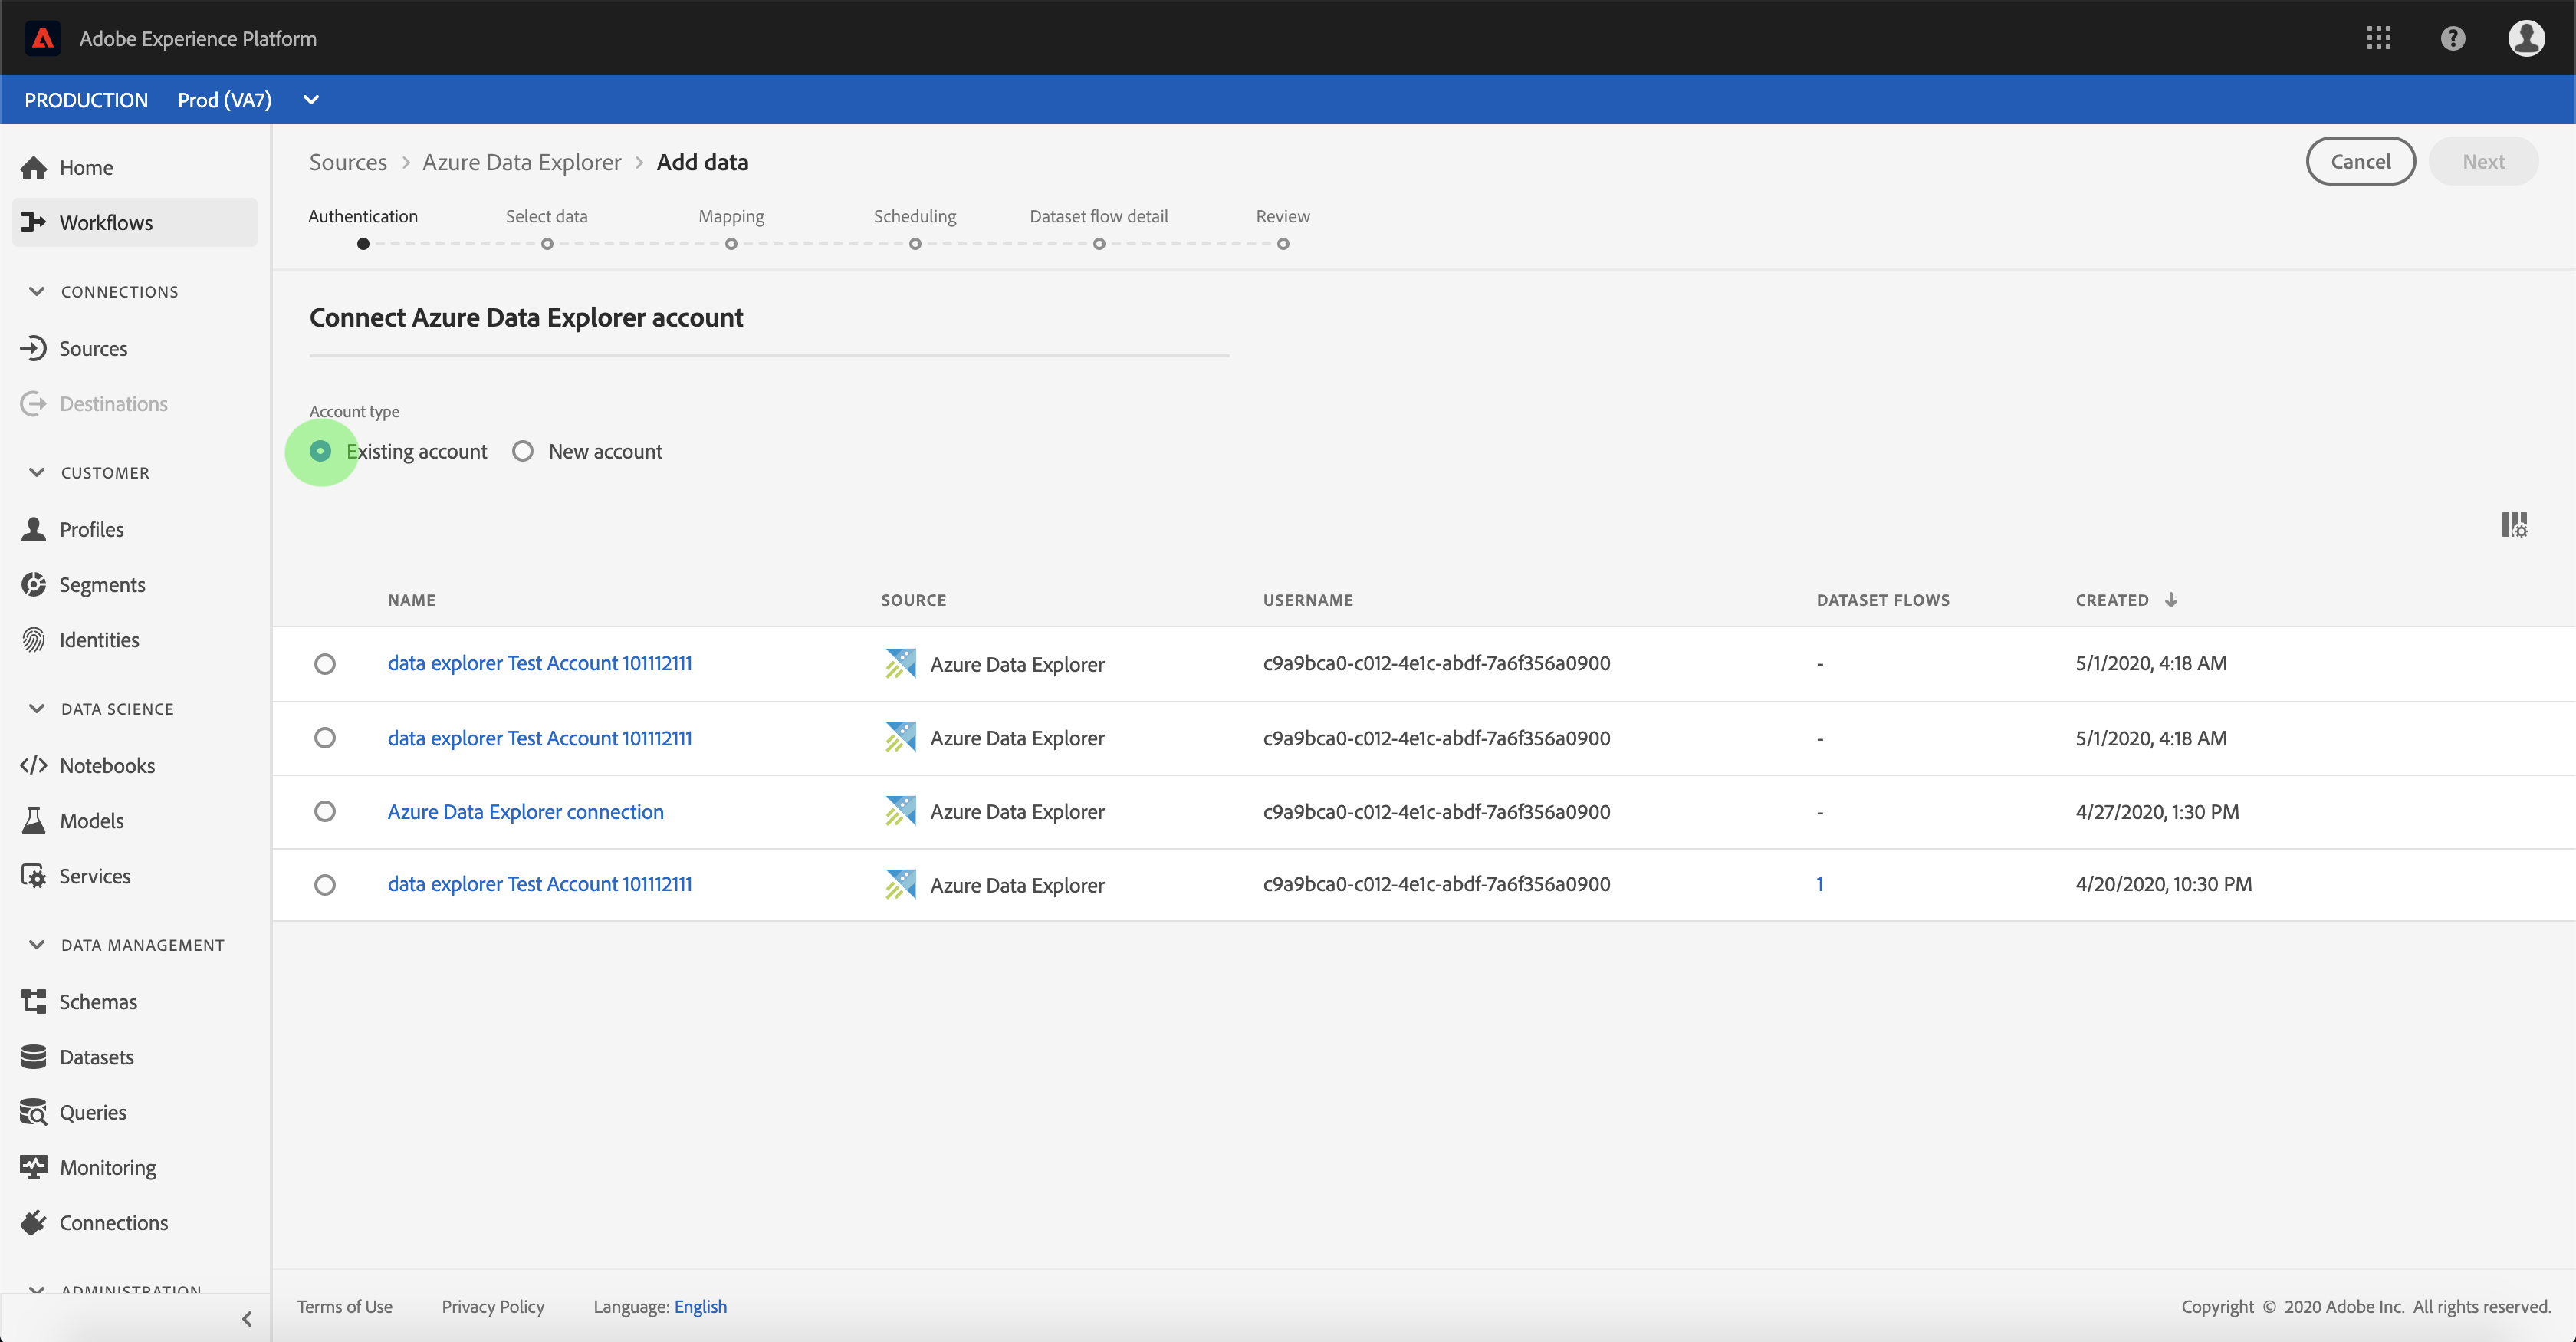 Adobe Experience Platform
PRODUCTION Prod (VA7)
Home
Workflows
CONNECTIONS
Sources
Destinations
CUSTOMER
Profiles
Segments
Identities
DATA SCIENCE
Notebooks
Models
Services
DATA MANAGEMENT
Schemas
Datasets
Queries
Monitoring
Connections
ADMINISTRATION
Sources > Azure Data Explorer > Add data
Cancel Next
Authentication Select data Mapping Scheduling Dataset flow detail Review
Connect Azure Data Explorer account
Account type
Existing account New account
NAME SOURCE USERNAME DATASET FLOWS CREATED
data explorer Test Account 101112111 Azure Data Explorer c9a9bca0-c012-4e1c-abdf-7a6f356a0900 - 5/1/2020, 4:18 AM
data explorer Test Account 101112111 Azure Data Explorer c9a9bca0-c012-4e1c-abdf-7a6f356a0900 - 5/1/2020, 4:18 AM
Azure Data Explorer connection Azure Data Explorer c9a9bca0-c012-4e1c-abdf-7a6f356a0900 - 4/27/2020, 1:30 PM
data explorer Test Account 101112111 Azure Data Explorer c9a9bca0-c012-4e1c-abdf-7a6f356a0900 1 4/20/2020, 10:30 PM
Terms of Use Privacy Policy Language: English Copyright © 2020 Adobe Inc. All rights reserved.